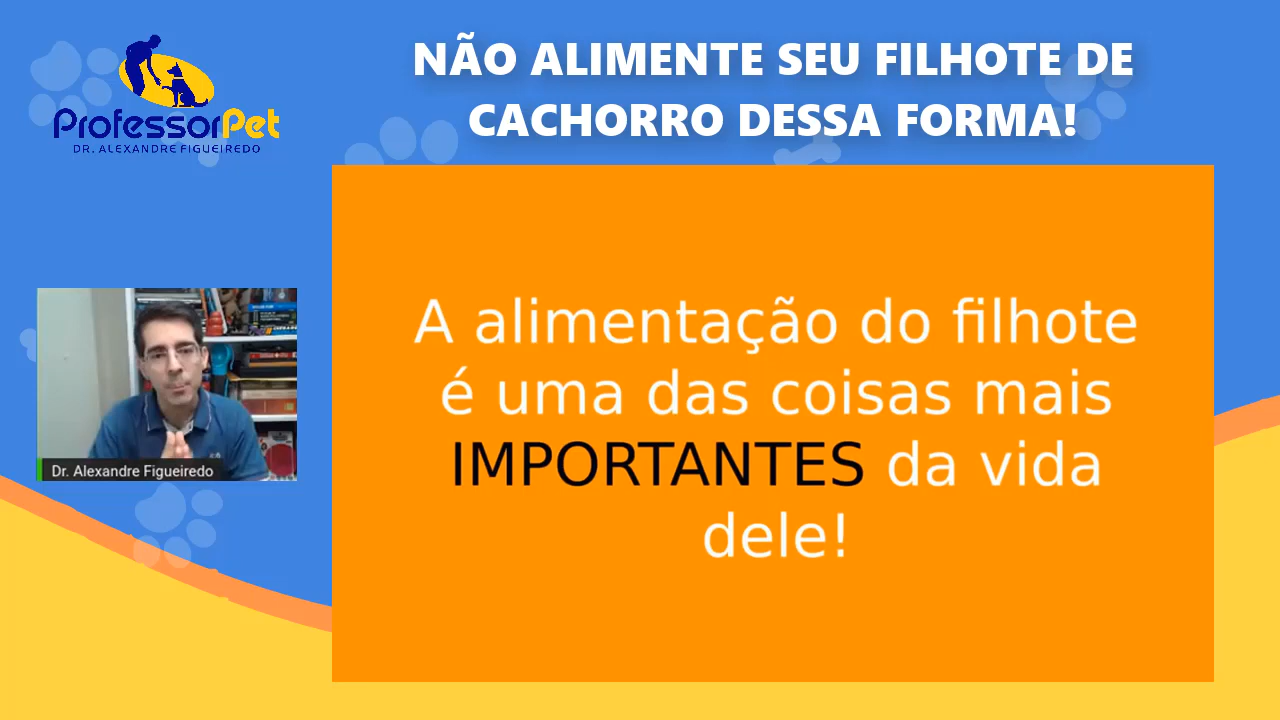 ProfessorPet
DR. ALEXANDRE FIGUEIREDO
NÃO ALIMENTE SEU FILHOTE DE
CACHORRO DESSA FORMA!
A alimentação do filhote
é uma das coisas mais
IMPORTANTES da vida
dele!
Dr. Alexandre Figueiredo